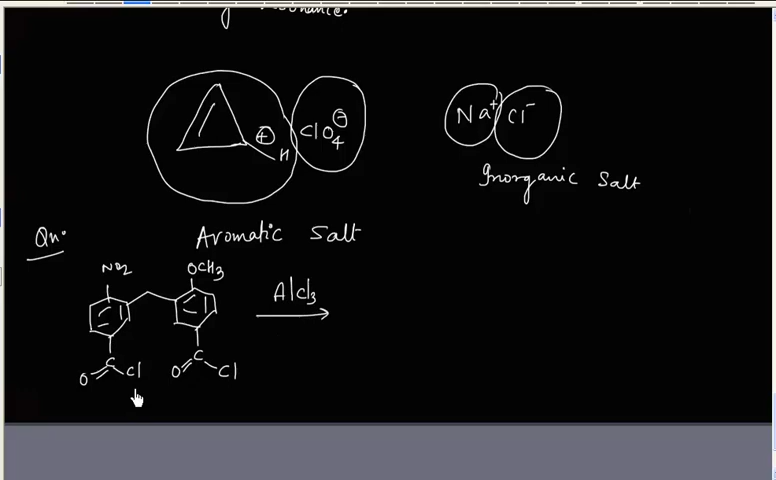 Na⁺ Cl⁻
⊕ ClO₄⊖
H
Inorganic Salt
Qn.
Aromatic Salt
NO₂ OCH₃
AlCl₃
C C
O Cl O Cl